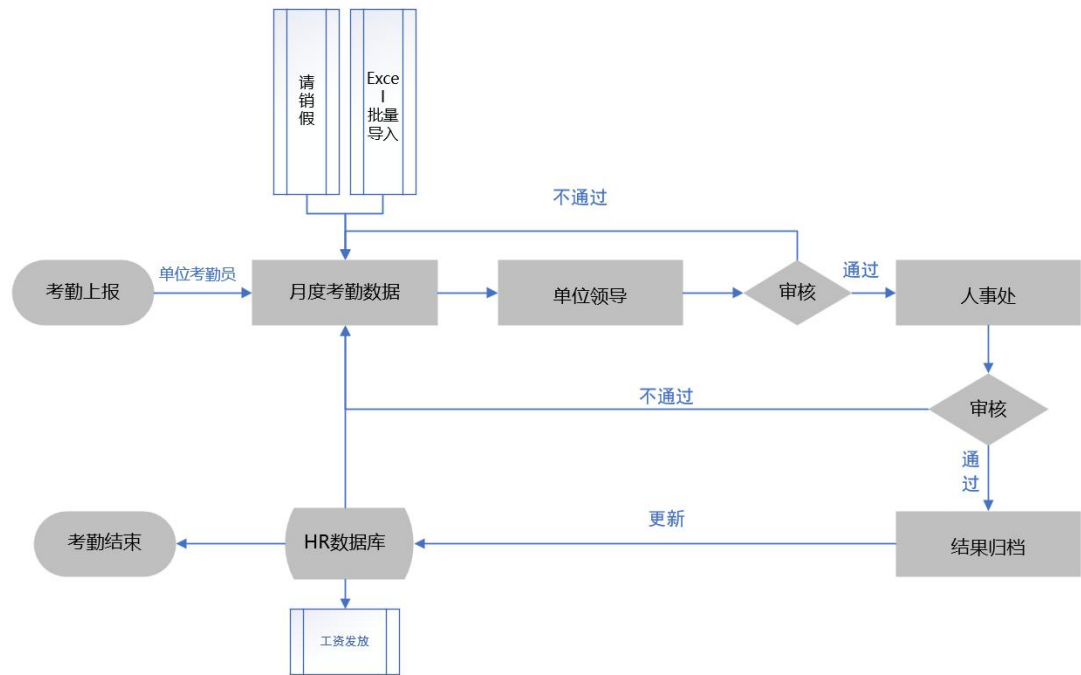 请
销
假
Exce
l
批量
导入
不通过
考勤上报
单位考勤员
月度考勤数据
单位领导
审核
通过
人事处
不通过
审核
通
过
考勤结束
HR数据库
更新
结果归档
工资发放